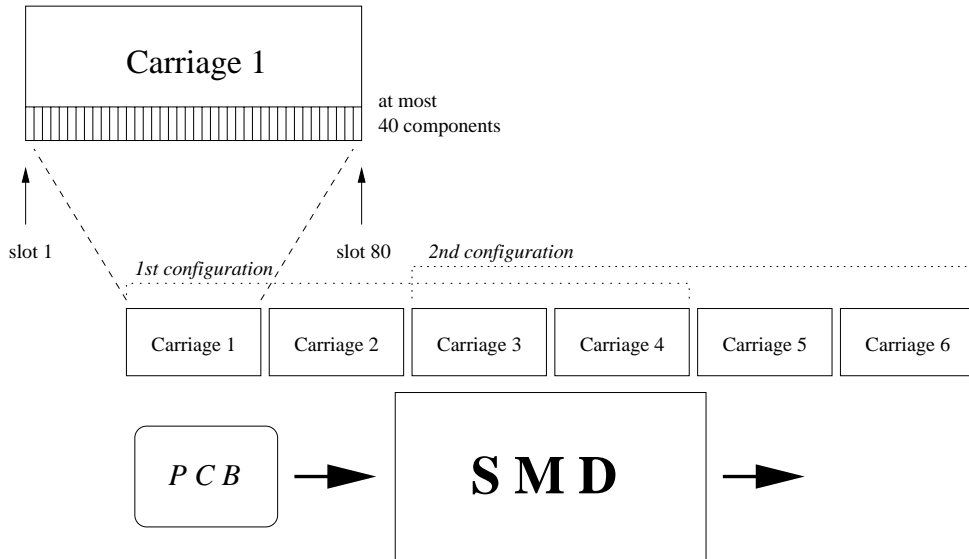 Carriage 1
at most
40 components
slot 1
slot 80
1st configuration
2nd configuration
Carriage 1
Carriage 2
Carriage 3
Carriage 4
Carriage 5
Carriage 6
P C B
S M D